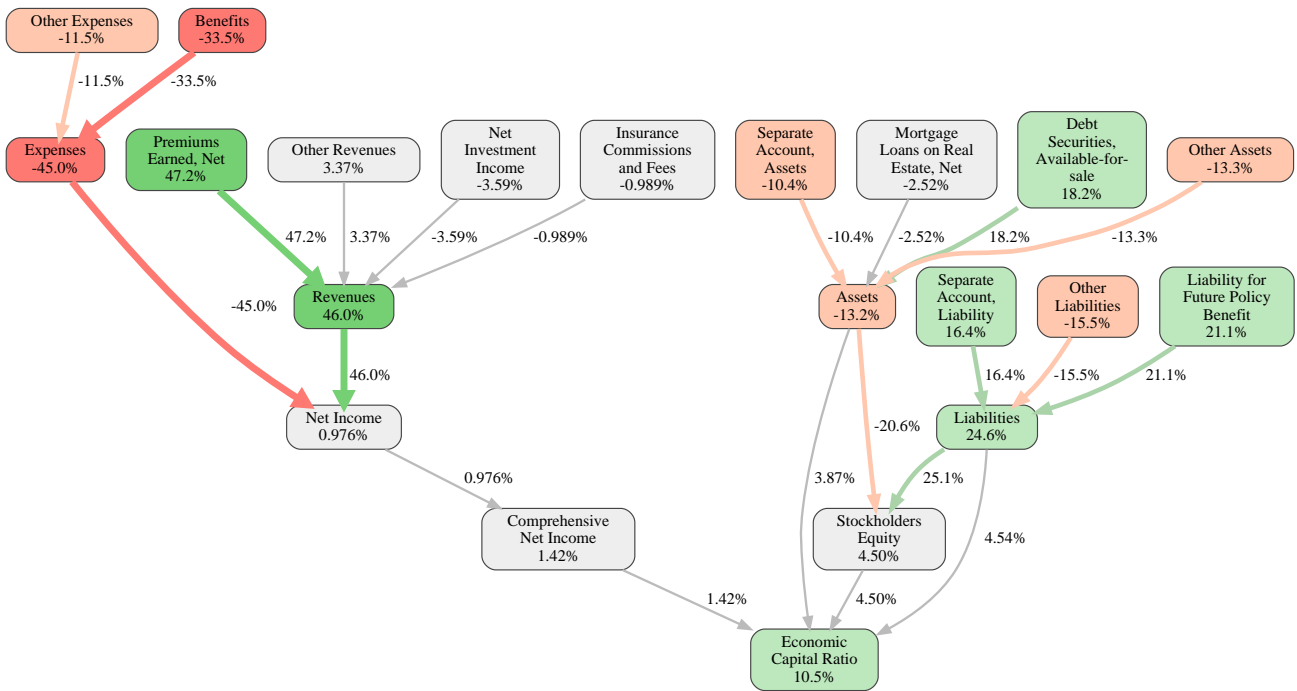 Other Expenses
-11.5%
Benefits
-33.5%
-11.5%
-33.5%
Expenses
-45.0%
Premiums
Earned, Net
47.2%
Other Revenues
3.37%
Net
Investment
Income
-3.59%
Insurance
Commissions
and Fees
-0.989%
Separate
Account,
Assets
-10.4%
Mortgage
Loans on Real
Estate, Net
-2.52%
Debt
Securities,
Available-for-
sale
18.2%
Other Assets
-13.3%
47.2%
3.37%
-3.59%
-0.989%
-10.4%
-2.52%
18.2%
-13.3%
-45.0%
Revenues
46.0%
Assets
-13.2%
Separate
Account,
Liability
16.4%
Other
Liabilities
-15.5%
Liability for
Future Policy
Benefit
21.1%
46.0%
16.4%
-15.5%
21.1%
Net Income
0.976%
-20.6%
Liabilities
24.6%
0.976%
3.87%
25.1%
Comprehensive
Net Income
1.42%
Stockholders
Equity
4.50%
4.54%
1.42%
4.50%
Economic
Capital Ratio
10.5%